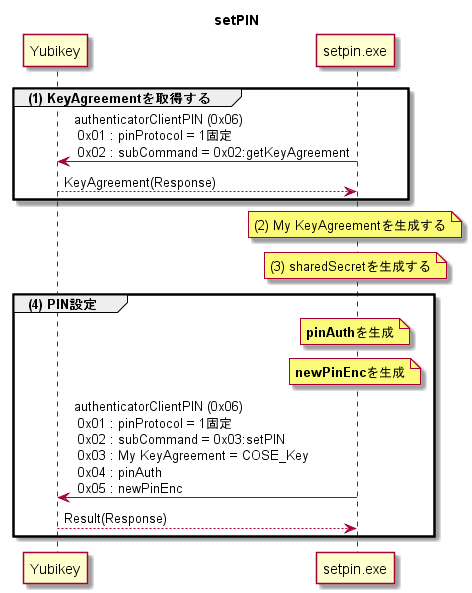 setPIN
Yubikey
setpin.exe
(1) KeyAgreementを取得する
authenticatorClientPIN (0x06)
0x01 : pinProtocol = 1固定
0x02 : subCommand = 0x02:getKeyAgreement
KeyAgreement(Response)
(2) My KeyAgreementを生成する
(3) sharedSecretを生成する
(4) PIN設定
pinAuthを生成
newPinEncを生成
authenticatorClientPIN (0x06)
0x01 : pinProtocol = 1固定
0x02 : subCommand = 0x03:setPIN
0x03 : My KeyAgreement = COSE_Key
0x04 : pinAuth
0x05 : newPinEnc
Result(Response)
Yubikey
setpin.exe